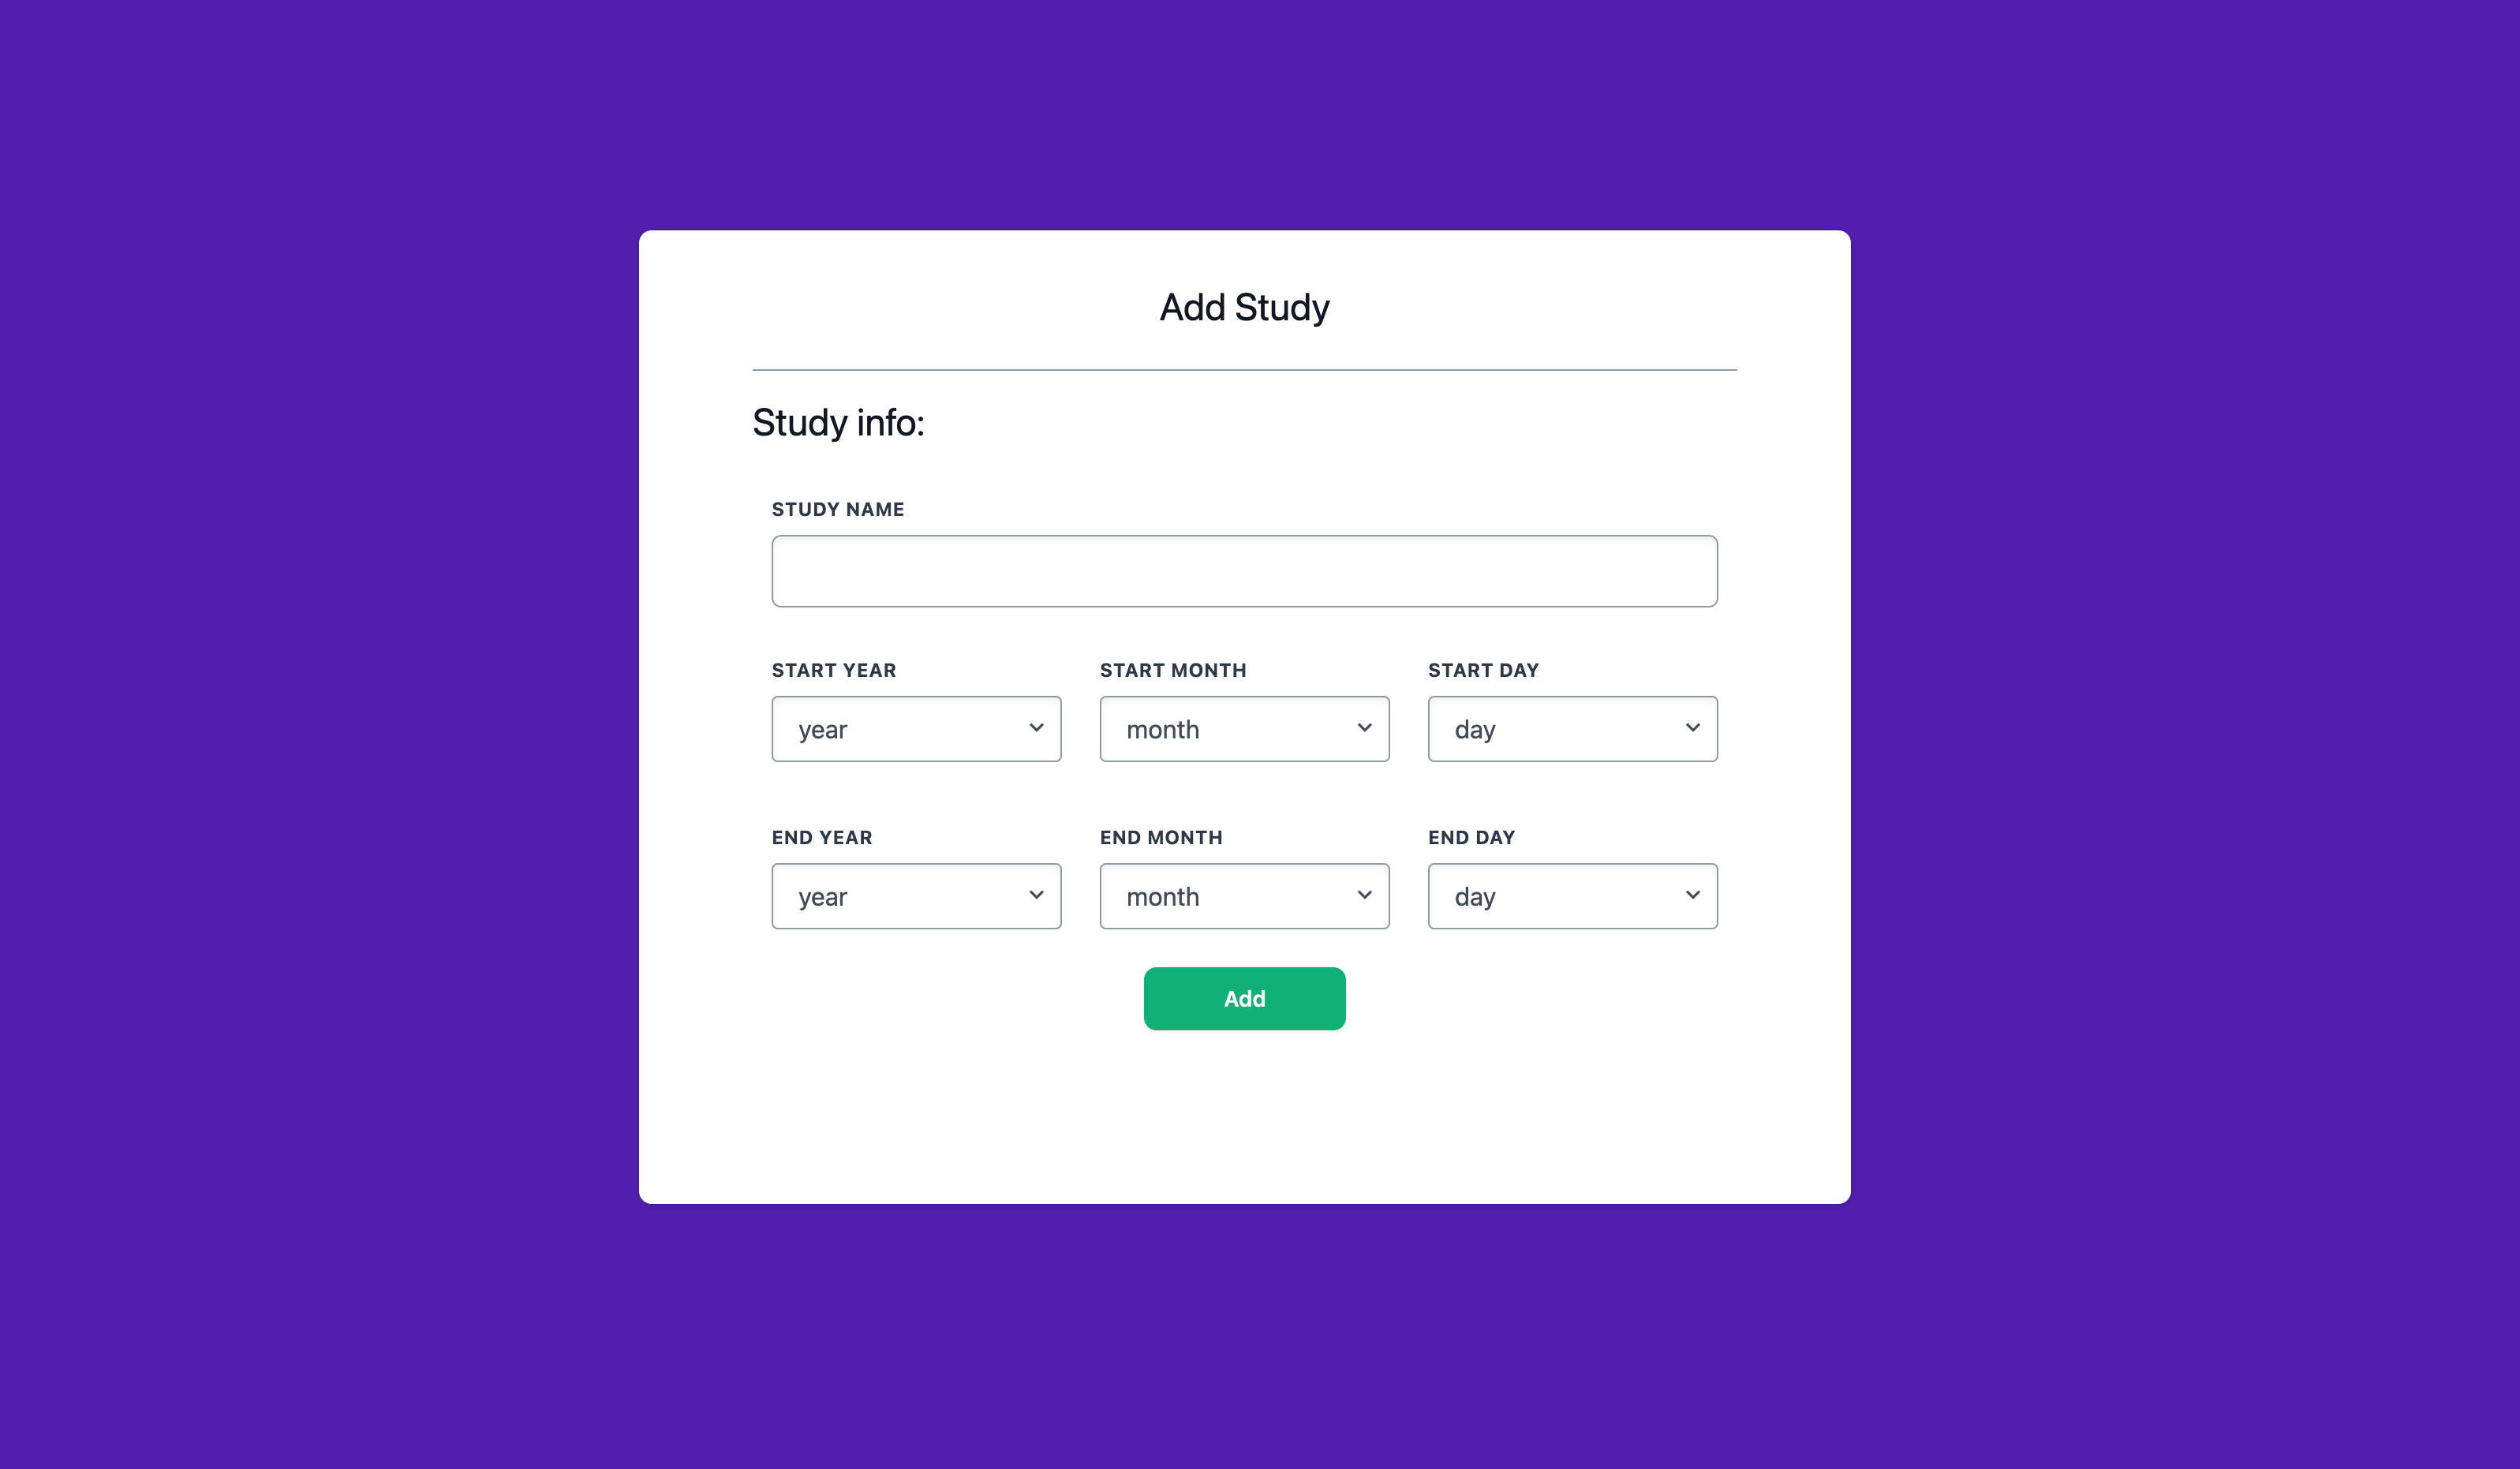 Add Study
Study info:
STUDY NAME
START YEAR START MONTH START DAY
year month day
END YEAR END MONTH END DAY
year month day
Add